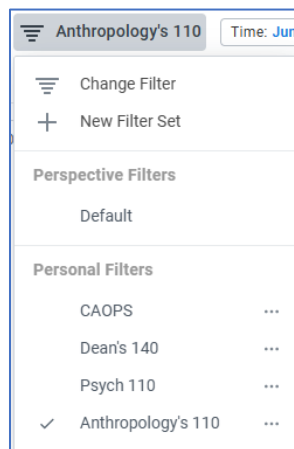 Anthropology's 110 Time: Jun
Change Filter
New Filter Set
Perspective Filters
Default
Personal Filters
CAOPS ...
Dean's 140 ...
Psych 110 ...
Anthropology's 110 ...